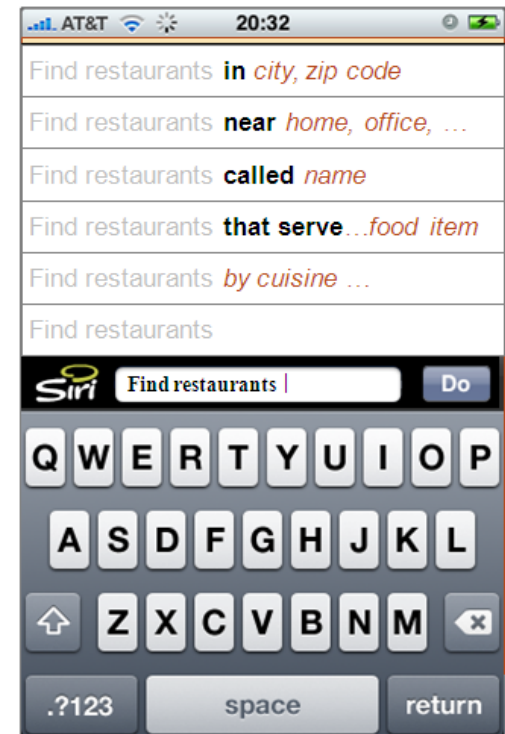 AT&T 20:32
Find restaurants in city, zip code
Find restaurants near home, office, ...
Find restaurants called name
Find restaurants that serve...food item
Find restaurants by cuisine ...
Find restaurants
Siri Find restaurants Do
Q W E R T Y U I O P
A S D F G H J K L
Z X C V B N M
.?123 space return